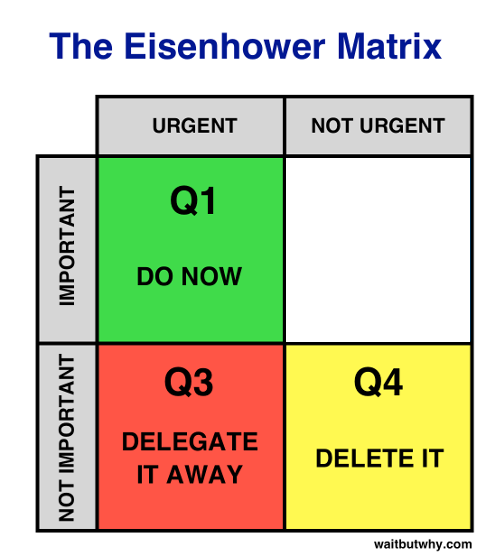 The Eisenhower Matrix
URGENT
NOT URGENT
IMPORTANT
Q1
DO NOW
NOT IMPORTANT
Q3
DELEGATE
IT AWAY
Q4
DELETE IT
waitbutwhy.com